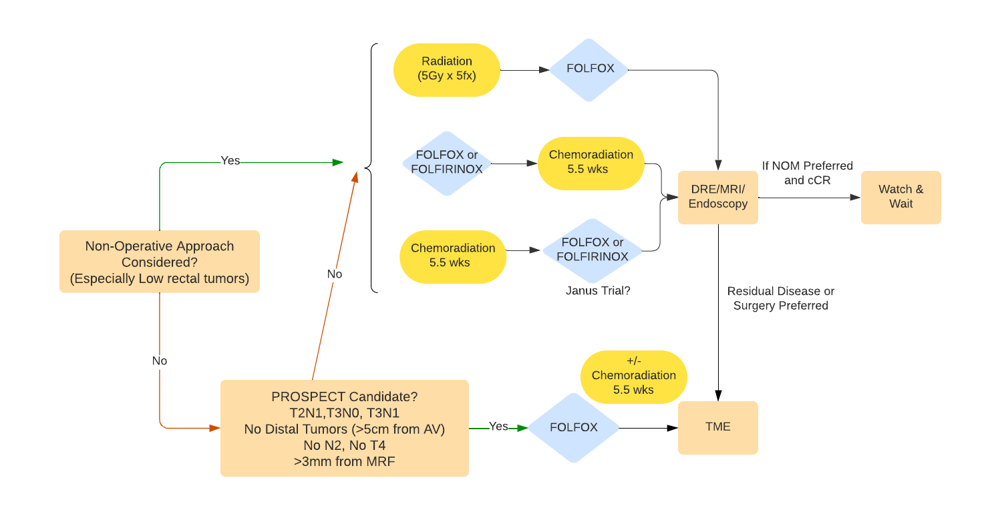 Radiation
(5Gy x 5fx)
FOLFOX
FOLFOX or
FOLFIRINOX
Chemoradiation
5.5 wks
Yes
If NOM Preferred
and cCR
DRE/MRI/
Endoscopy
Watch &
Wait
Non-Operative Approach
Considered?
(Especially Low rectal tumors)
Chemoradiation
5.5 wks
FOLFOX or
FOLFIRINOX
Janus Trial?
No
Residual Disease or
Surgery Preferred
No
+/-
Chemoradiation
5.5 wks
PROSPECT Candidate?
T2N1,T3N0, T3N1
No Distal Tumors (>5cm from AV)
No N2, No T4
>3mm from MRF
Yes
FOLFOX
TME